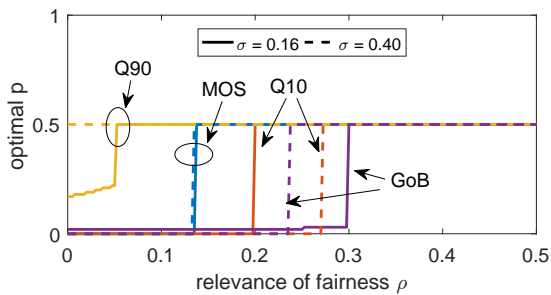 1
0.5
0
optimal p
σ = 0.16 σ = 0.40
Q90
MOS
Q10
GoB
0 0.1 0.2 0.3 0.4 0.5
relevance of fairness ρ